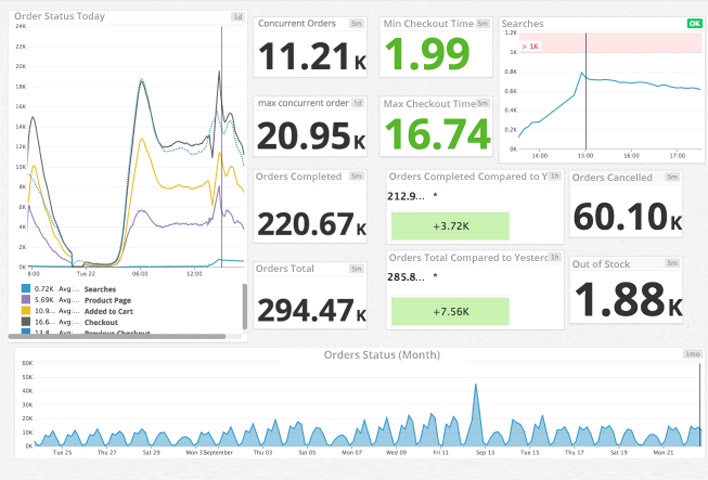 Order Status Today 1d
24K
22K
20K
18K
16K
14K
12K
10K
8K
6K
4K
2K
0K
8:00 Tue 22 06:00 12:00
0.72K Avg:... Searches
5.69K Avg:... Product Page
10.9... Avg:... Added to Cart
16.6... Avg:... Checkout
13.8... Avg:... Previous Checkout
Concurrent Orders 5m
11.21K
Min Checkout Time 5m
1.99
Searches OK
1.2K
> 1K
1.0K
0.8K
0.6K
0.4K
0.2K
0K
14:00 15:00 16:00 17:00
max concurrent order 1d
20.95K
Max Checkout Time 5m
16.74
Orders Completed 5m
220.67K
Orders Completed Compared to Y 1h
212.9... *
+3.72K
Orders Cancelled 5m
60.10K
Orders Total 5m
294.47K
Orders Total Compared to Yesterd 1h
285.8... *
+7.56K
Out of Stock 5m
1.88K
Orders Status (Month) 1mo
60K
50K
40K
30K
20K
10K
0K
Tue 25 Thu 27 Sat 29 Mon 31 September Thu 03 Sat 05 Mon 07 Wed 09 Fri 11 Sep 13 Tue 15 Thu 17 Sat 19 Mon 21